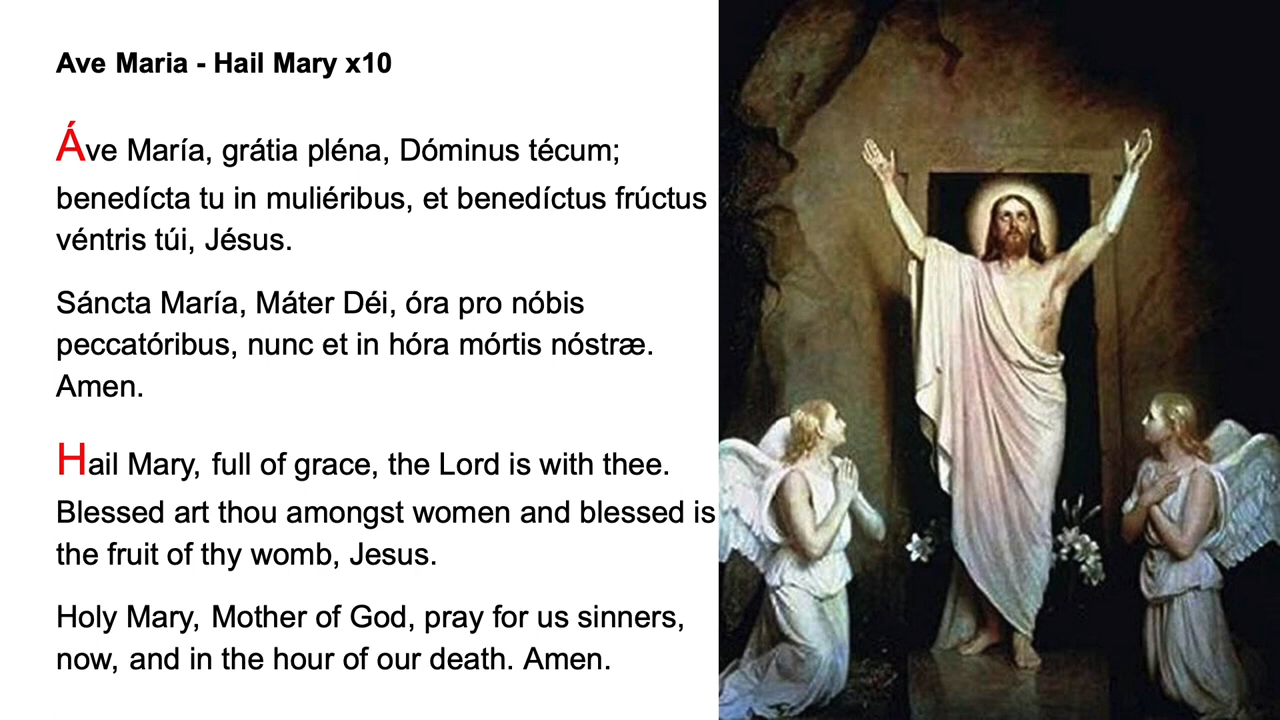 Ave Maria - Hail Mary x10
Áve María, grátia pléna, Dóminus técum;
benedícta tu in muliéribus, et benedíctus frúctus
véntris túi, Jésus.
Sáncta María, Máter Déi, óra pro nóbis
peccatóribus, nunc et in hóra mórtis nóstræ.
Amen.
Hail Mary, full of grace, the Lord is with thee.
Blessed art thou amongst women and blessed is
the fruit of thy womb, Jesus.
Holy Mary, Mother of God, pray for us sinners,
now, and in the hour of our death. Amen.